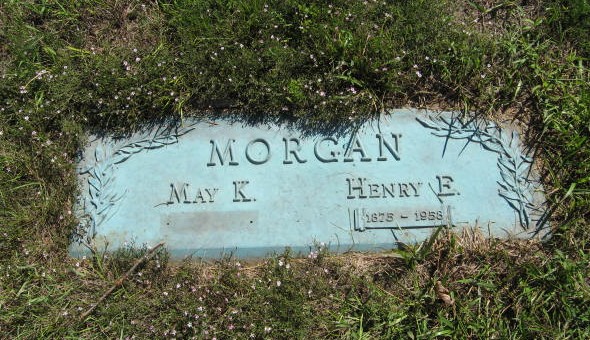 MORGAN
MAY K. HENRY E.
1875 - 1958